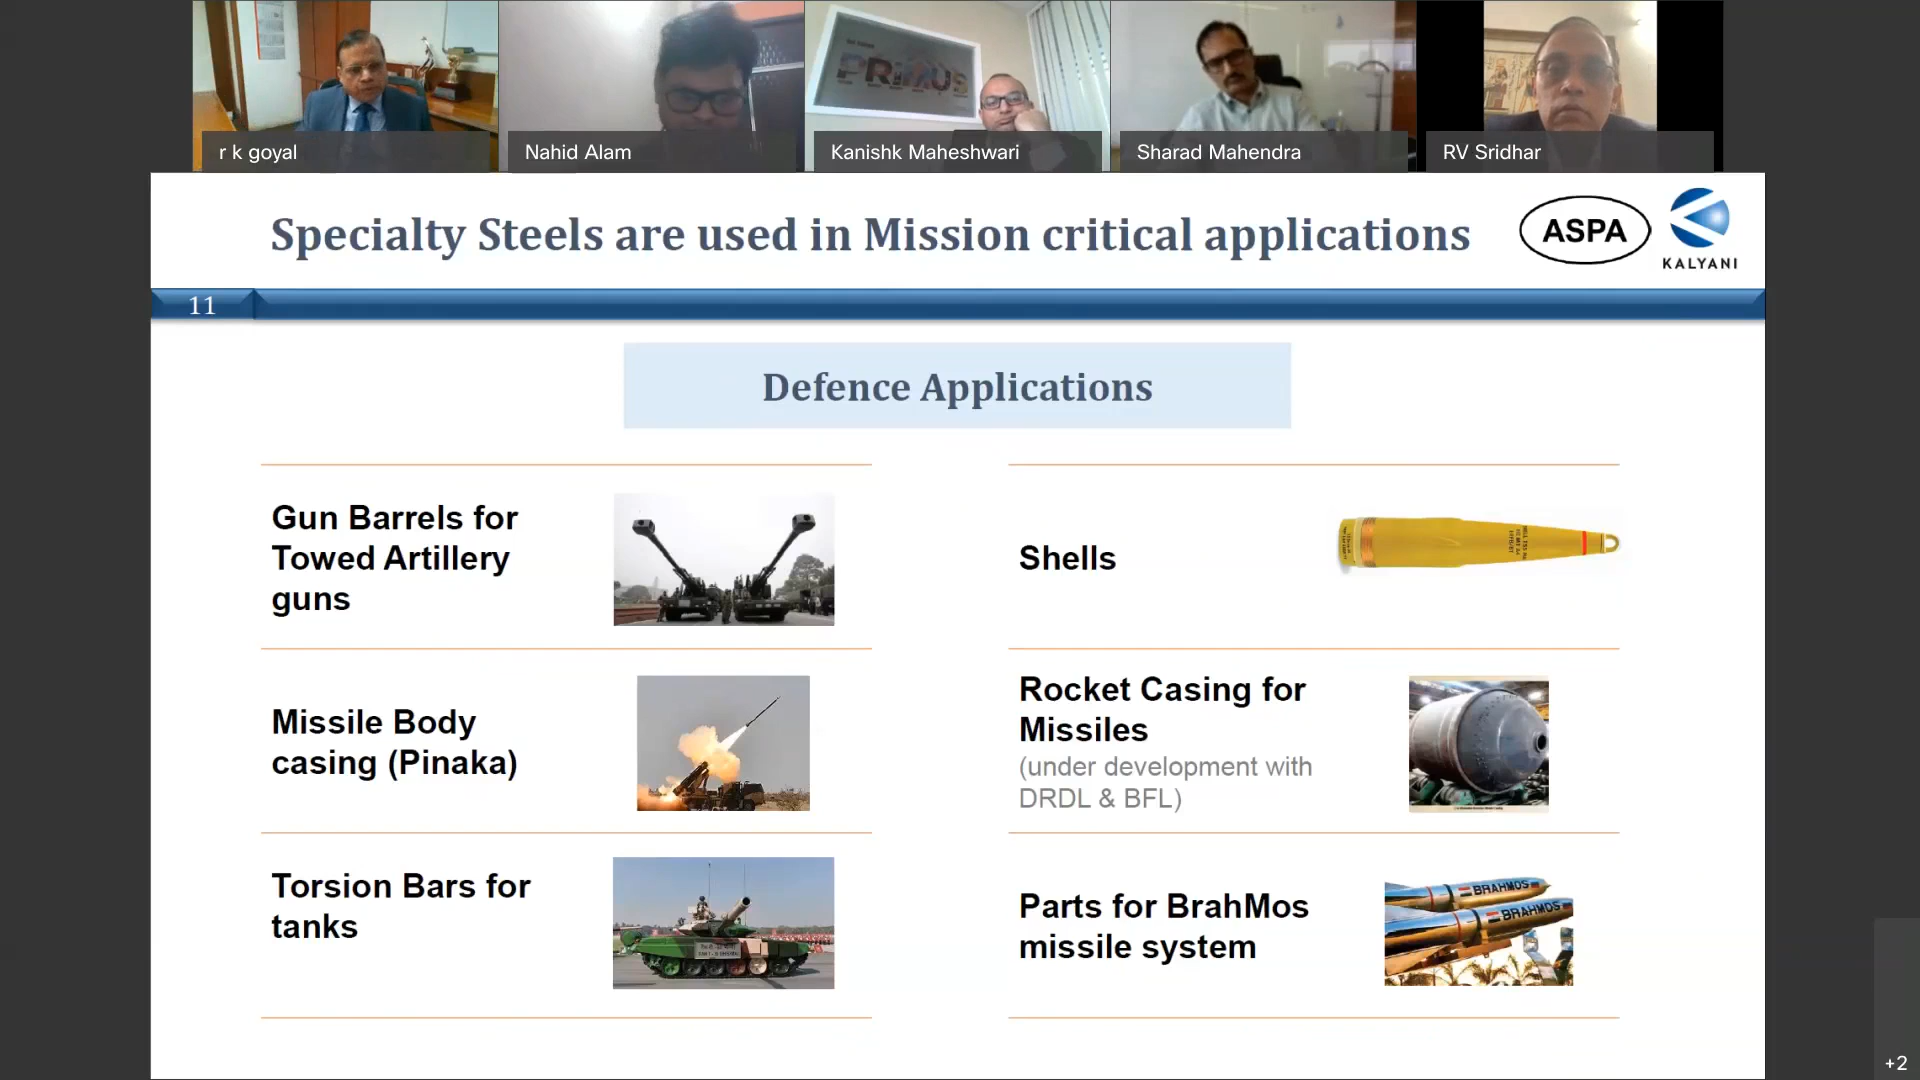 r k goyal
Nahid Alam
PRIMUS
Kanishk Maheshwari
Sharad Mahendra
RV Sridhar
Specialty Steels are used in Mission critical applications
ASPA
KALYANI
11
Defence Applications
Gun Barrels for
Towed Artillery
guns
Shells
Missile Body
casing (Pinaka)
Rocket Casing for
Missiles
(under development with
DRDL & BFL)
Torsion Bars for
tanks
Parts for BrahMos
missile system
BRAHMOS
BRAHMOS
+2